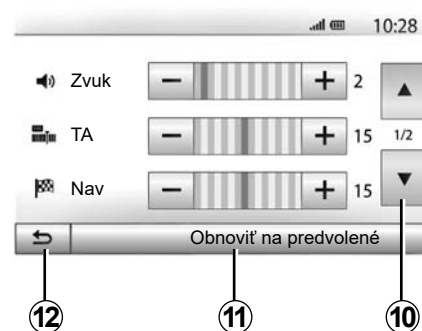 10:28
Zvuk − + 2 ▲
TA − + 15 1/2
Nav − + 15 ▼
Obnoviť na predvolené
12 11 10